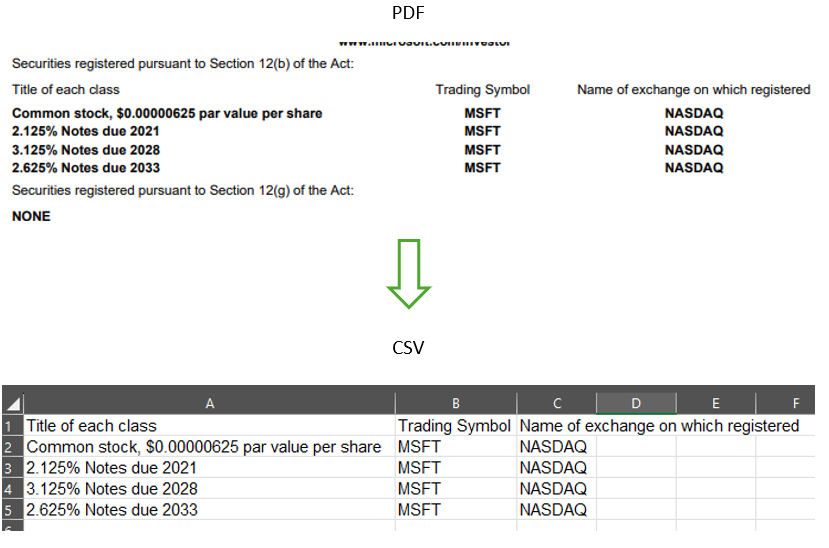 PDF
www.microsoft.com/investor
Securities registered pursuant to Section 12(b) of the Act:
Title of each class Trading Symbol Name of exchange on which registered
Common stock, $0.00000625 par value per share MSFT NASDAQ
2.125% Notes due 2021 MSFT NASDAQ
3.125% Notes due 2028 MSFT NASDAQ
2.625% Notes due 2033 MSFT NASDAQ
Securities registered pursuant to Section 12(g) of the Act:
NONE
CSV
A B C D E F
1 Title of each class Trading Symbol Name of exchange on which registered
2 Common stock, $0.00000625 par value per share MSFT NASDAQ
3 2.125% Notes due 2021 MSFT NASDAQ
4 3.125% Notes due 2028 MSFT NASDAQ
5 2.625% Notes due 2033 MSFT NASDAQ